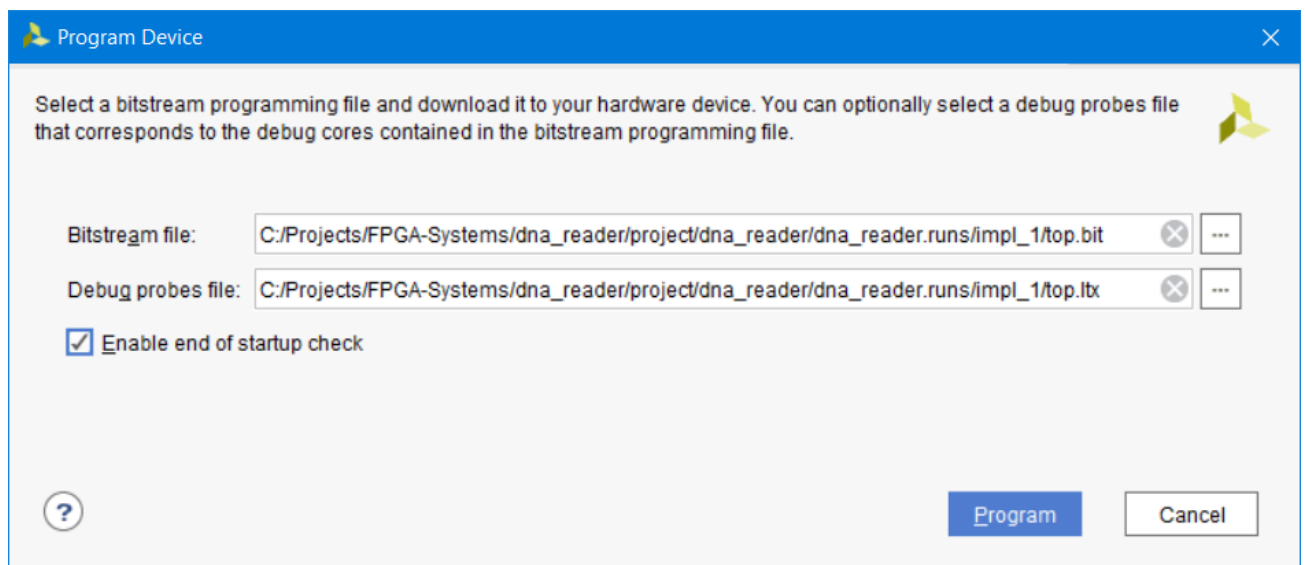 Program Device
Select a bitstream programming file and download it to your hardware device. You can optionally select a debug probes file
that corresponds to the debug cores contained in the bitstream programming file.
Bitstream file: C:/Projects/FPGA-Systems/dna_reader/project/dna_reader/dna_reader.runs/impl_1/top.bit ...
Debug probes file: C:/Projects/FPGA-Systems/dna_reader/project/dna_reader/dna_reader.runs/impl_1/top.ltx ...
Enable end of startup check
? Program Cancel